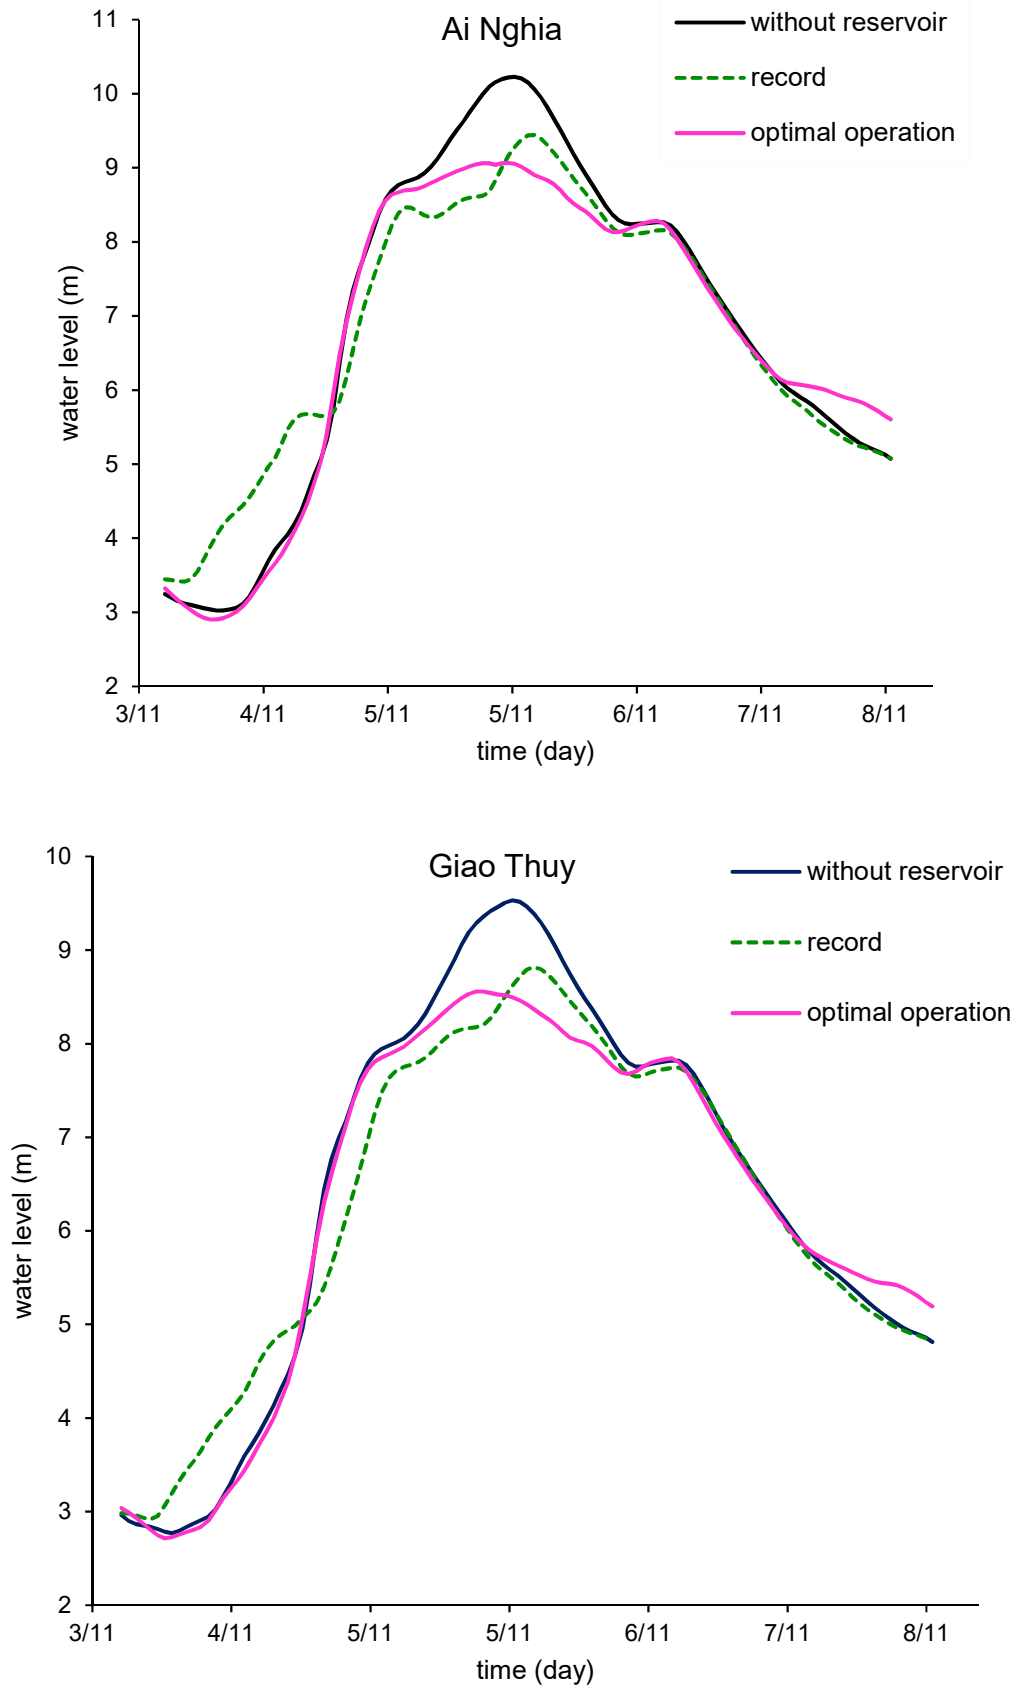 Ai Nghia
without reservoir
record
optimal operation
11
10
9
8
7
6
5
4
3
2
water level (m)
3/11 4/11 5/11 5/11 6/11 7/11 8/11
time (day)
Giao Thuy
without reservoir
record
optimal operation
10
9
8
7
6
5
4
3
2
water level (m)
3/11 4/11 5/11 5/11 6/11 7/11 8/11
time (day)